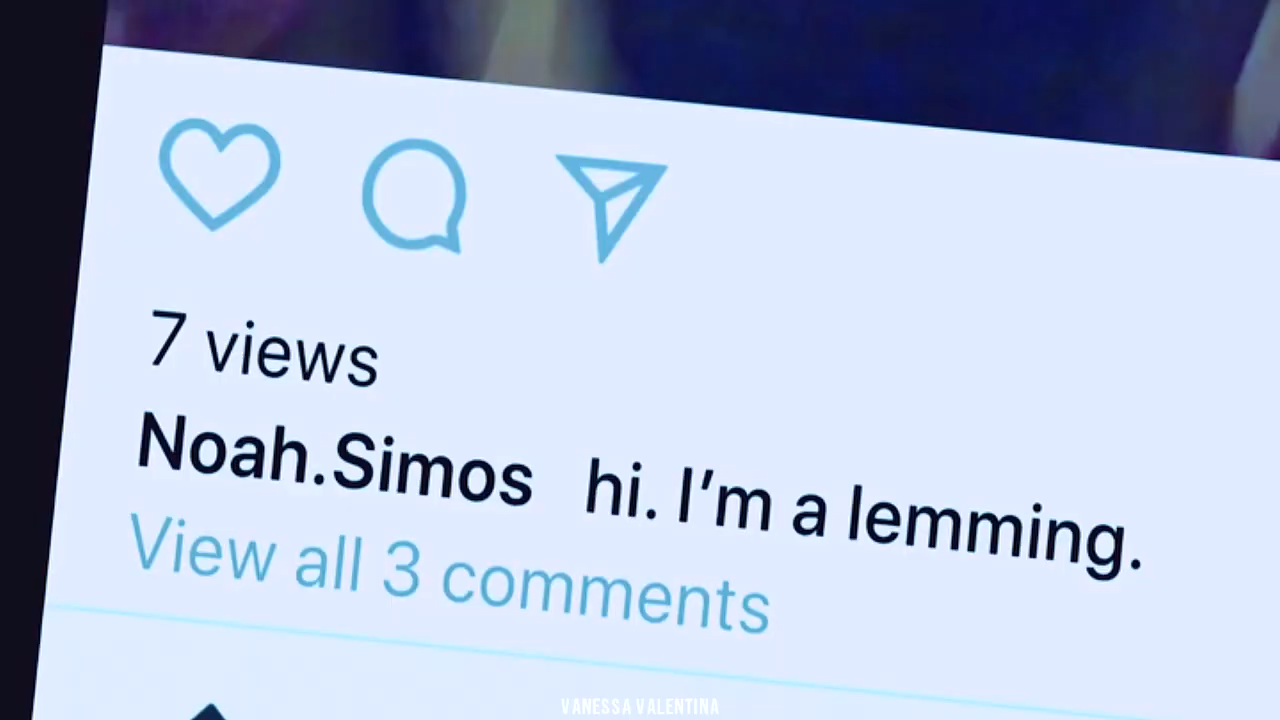 7 views
Noah.Simos hi. I'm a lemming.
View all 3 comments
VANESSA VALENTINA